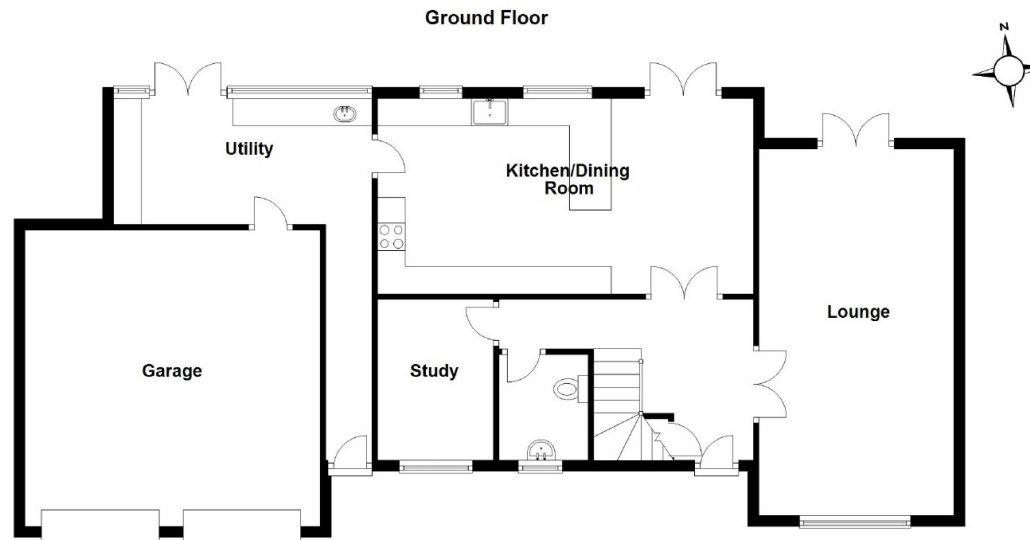 Ground Floor
N
Utility
Kitchen/Dining
Room
Lounge
Garage
Study